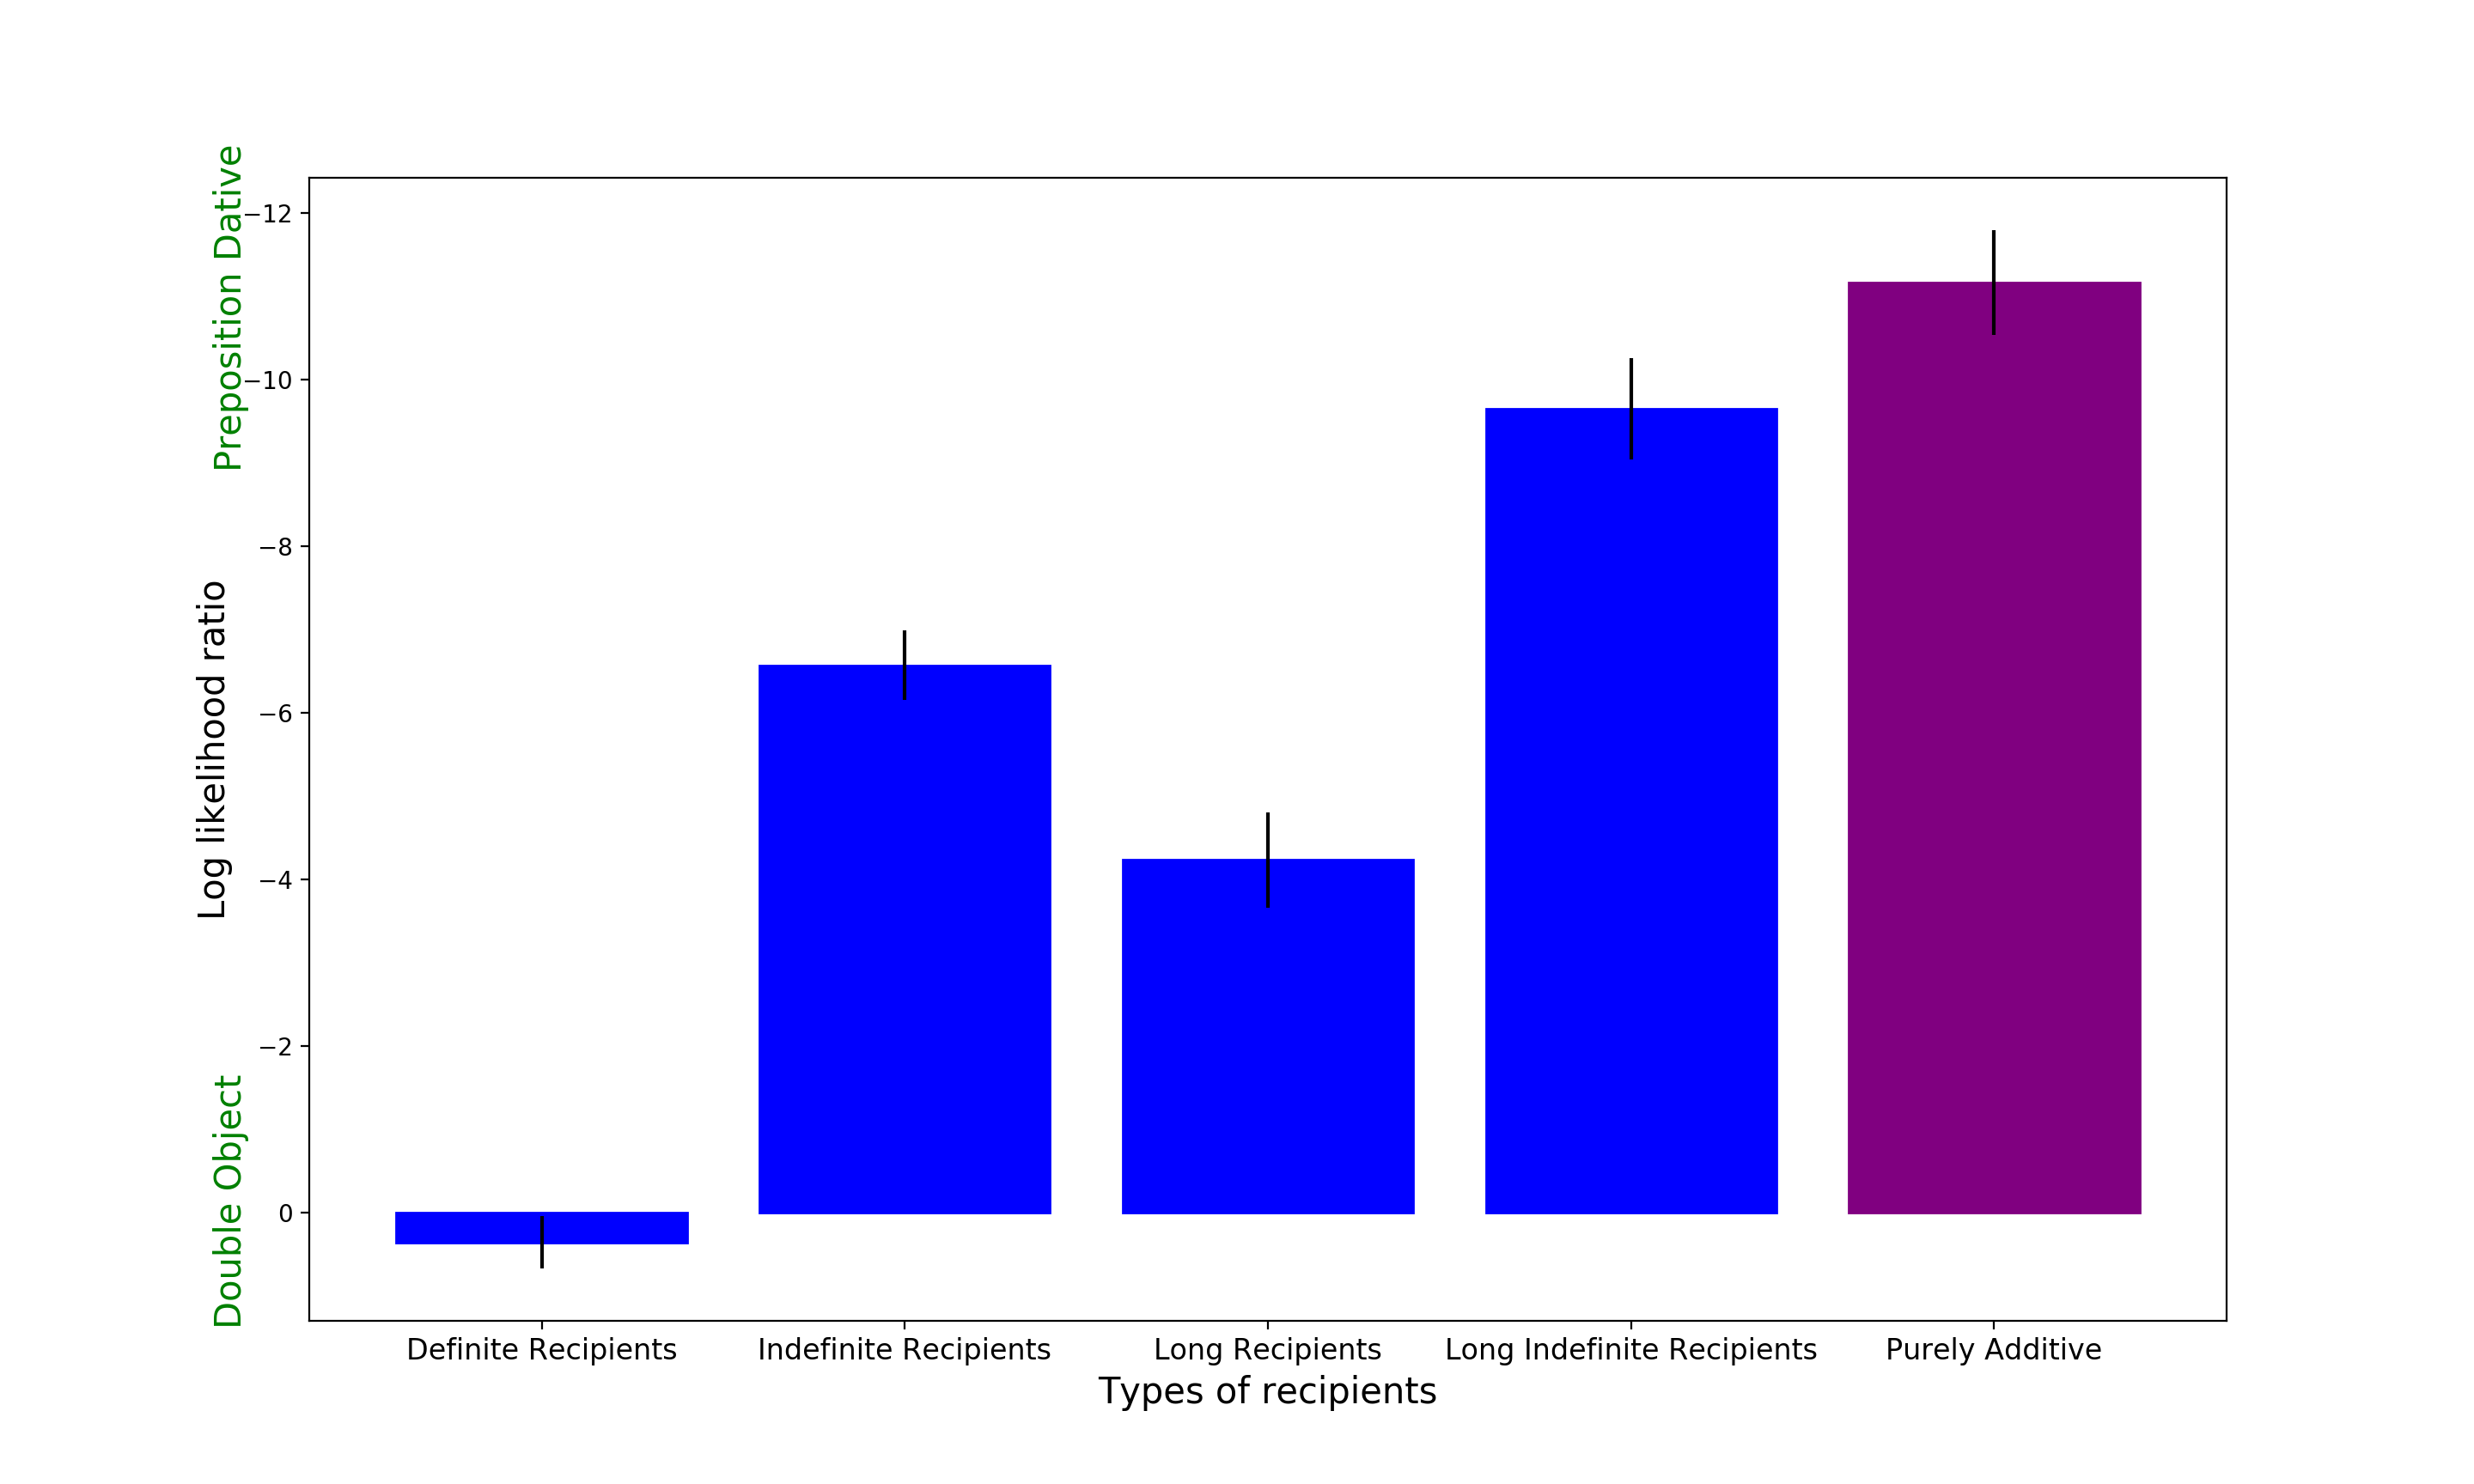 Preposition Dative
Log likelihood ratio
Double Object
−12
−10
−8
−6
−4
−2
0
Definite Recipients
Indefinite Recipients
Long Recipients
Long Indefinite Recipients
Purely Additive
Types of recipients